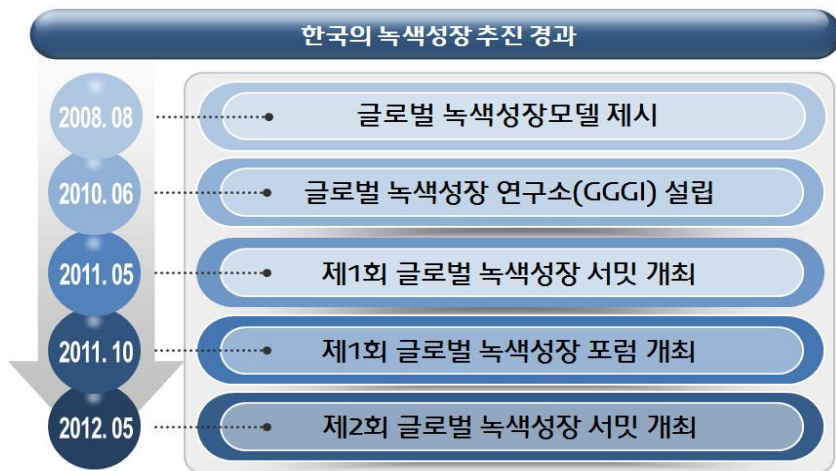 한국의 녹색성장 추진 경과
2008. 08 글로벌 녹색성장모델 제시
2010. 06 글로벌 녹색성장 연구소(GGGI) 설립
2011. 05 제1회 글로벌 녹색성장 서밋 개최
2011. 10 제1회 글로벌 녹색성장 포럼 개최
2012. 05 제2회 글로벌 녹색성장 서밋 개최